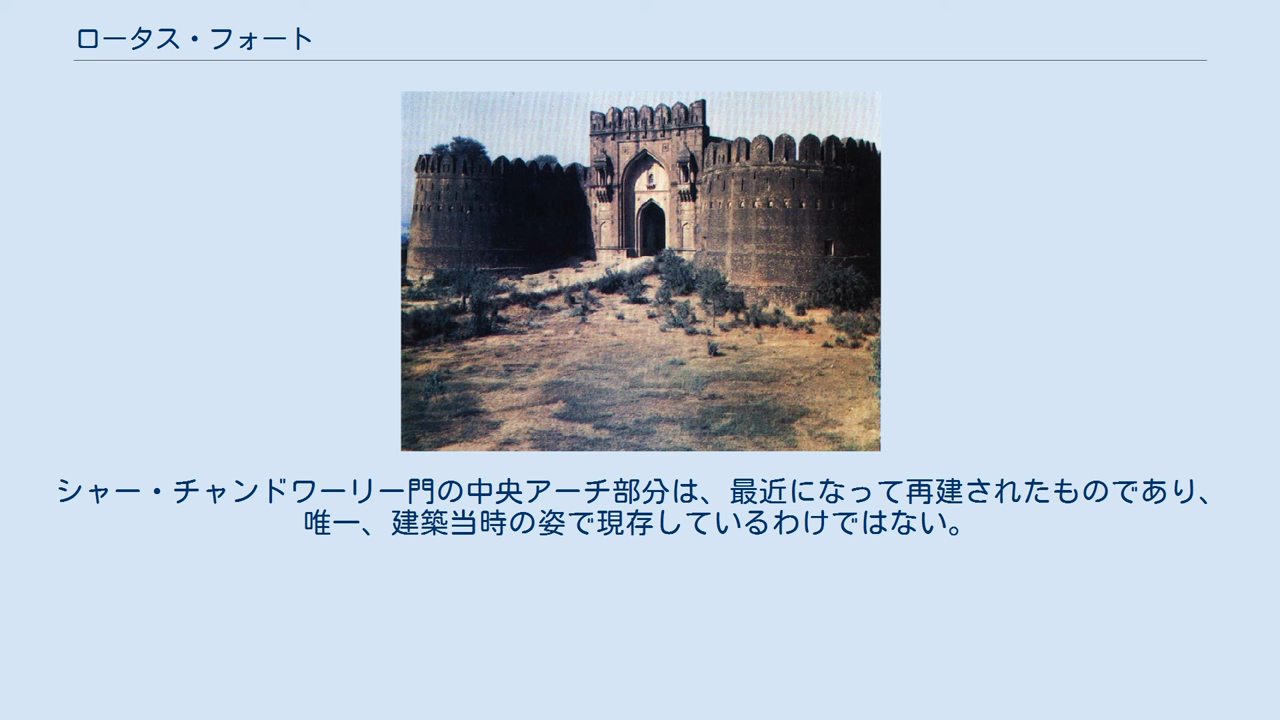 ロータス・フォート
シャー・チャンドワーリー門の中央アーチ部分は、最近になって再建されたものであり、
唯一、建築当時の姿で現存しているわけではない。